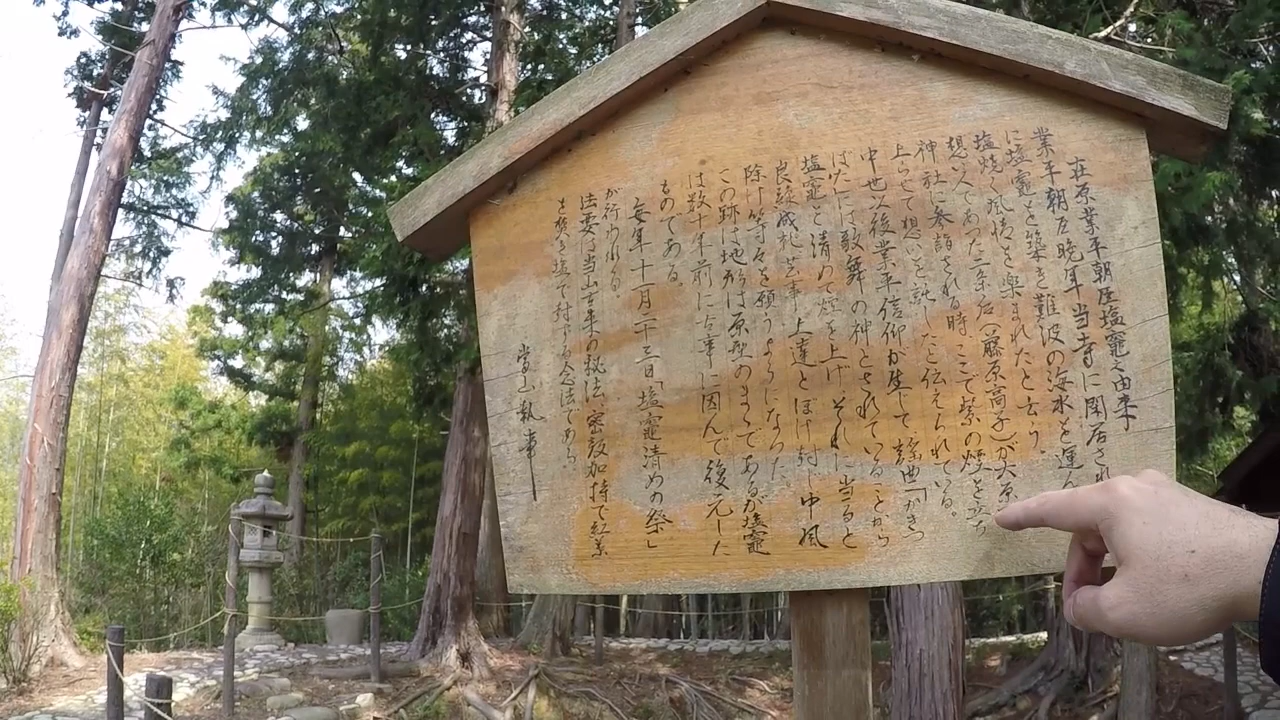 在原業平朝臣塩竈之由来
業平朝臣晩年当寺に閑居され
に塩竈を築き難波の海水を運ん
塩焼く風情を楽まれたと云う。
想い人であった二条后(藤原高子)が大原
神社に参詣される時ここで紫の煙を立ち
上らせて想いを託したと伝えられている。
中世以後業平信仰が生じて謡曲「かきつ
ばた」には歌舞の神とされていることから
塩竈を清めて煙を上げそれに当ると
良縁成就芸事上達とぼけ封じ中風
除け等々を願うようになった
この跡は地形は原型のままであるが塩竈
は数十年前に古事に因んで復元した
ものである
毎年十一月二十三日「塩竈清めの祭」
が行われる
法要は当山古来の秘法、密教加持で紅葉
を焚き塩で封ずる念法である
当山執事